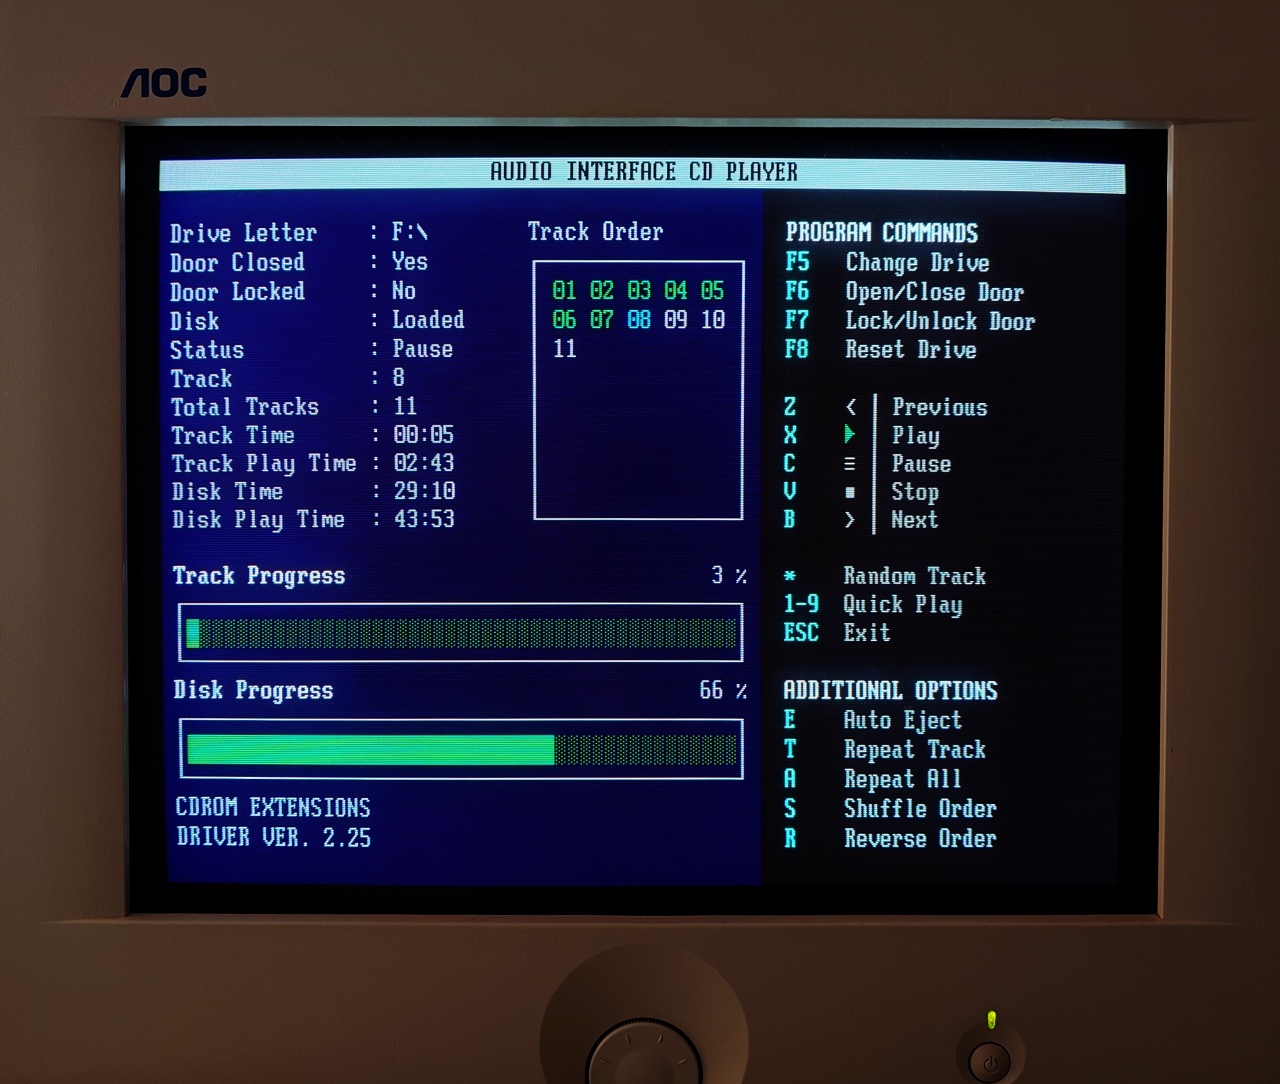 AOC
AUDIO INTERFACE CD PLAYER
Drive Letter : F:\
Door Closed : Yes
Door Locked : No
Disk : Loaded
Status : Pause
Track : 8
Total Tracks : 11
Track Time : 00:05
Track Play Time : 02:43
Disk Time : 29:10
Disk Play Time : 43:53
Track Order
01 02 03 04 05
06 07 08 09 10
11
Track Progress 3 %
Disk Progress 66 %
CDROM EXTENSIONS
DRIVER VER. 2.25
PROGRAM COMMANDS
F5 Change Drive
F6 Open/Close Door
F7 Lock/Unlock Door
F8 Reset Drive
Z < Previous
X ► Play
C ≡ Pause
V ■ Stop
B > Next
* Random Track
1-9 Quick Play
ESC Exit
ADDITIONAL OPTIONS
E Auto Eject
T Repeat Track
A Repeat All
S Shuffle Order
R Reverse Order